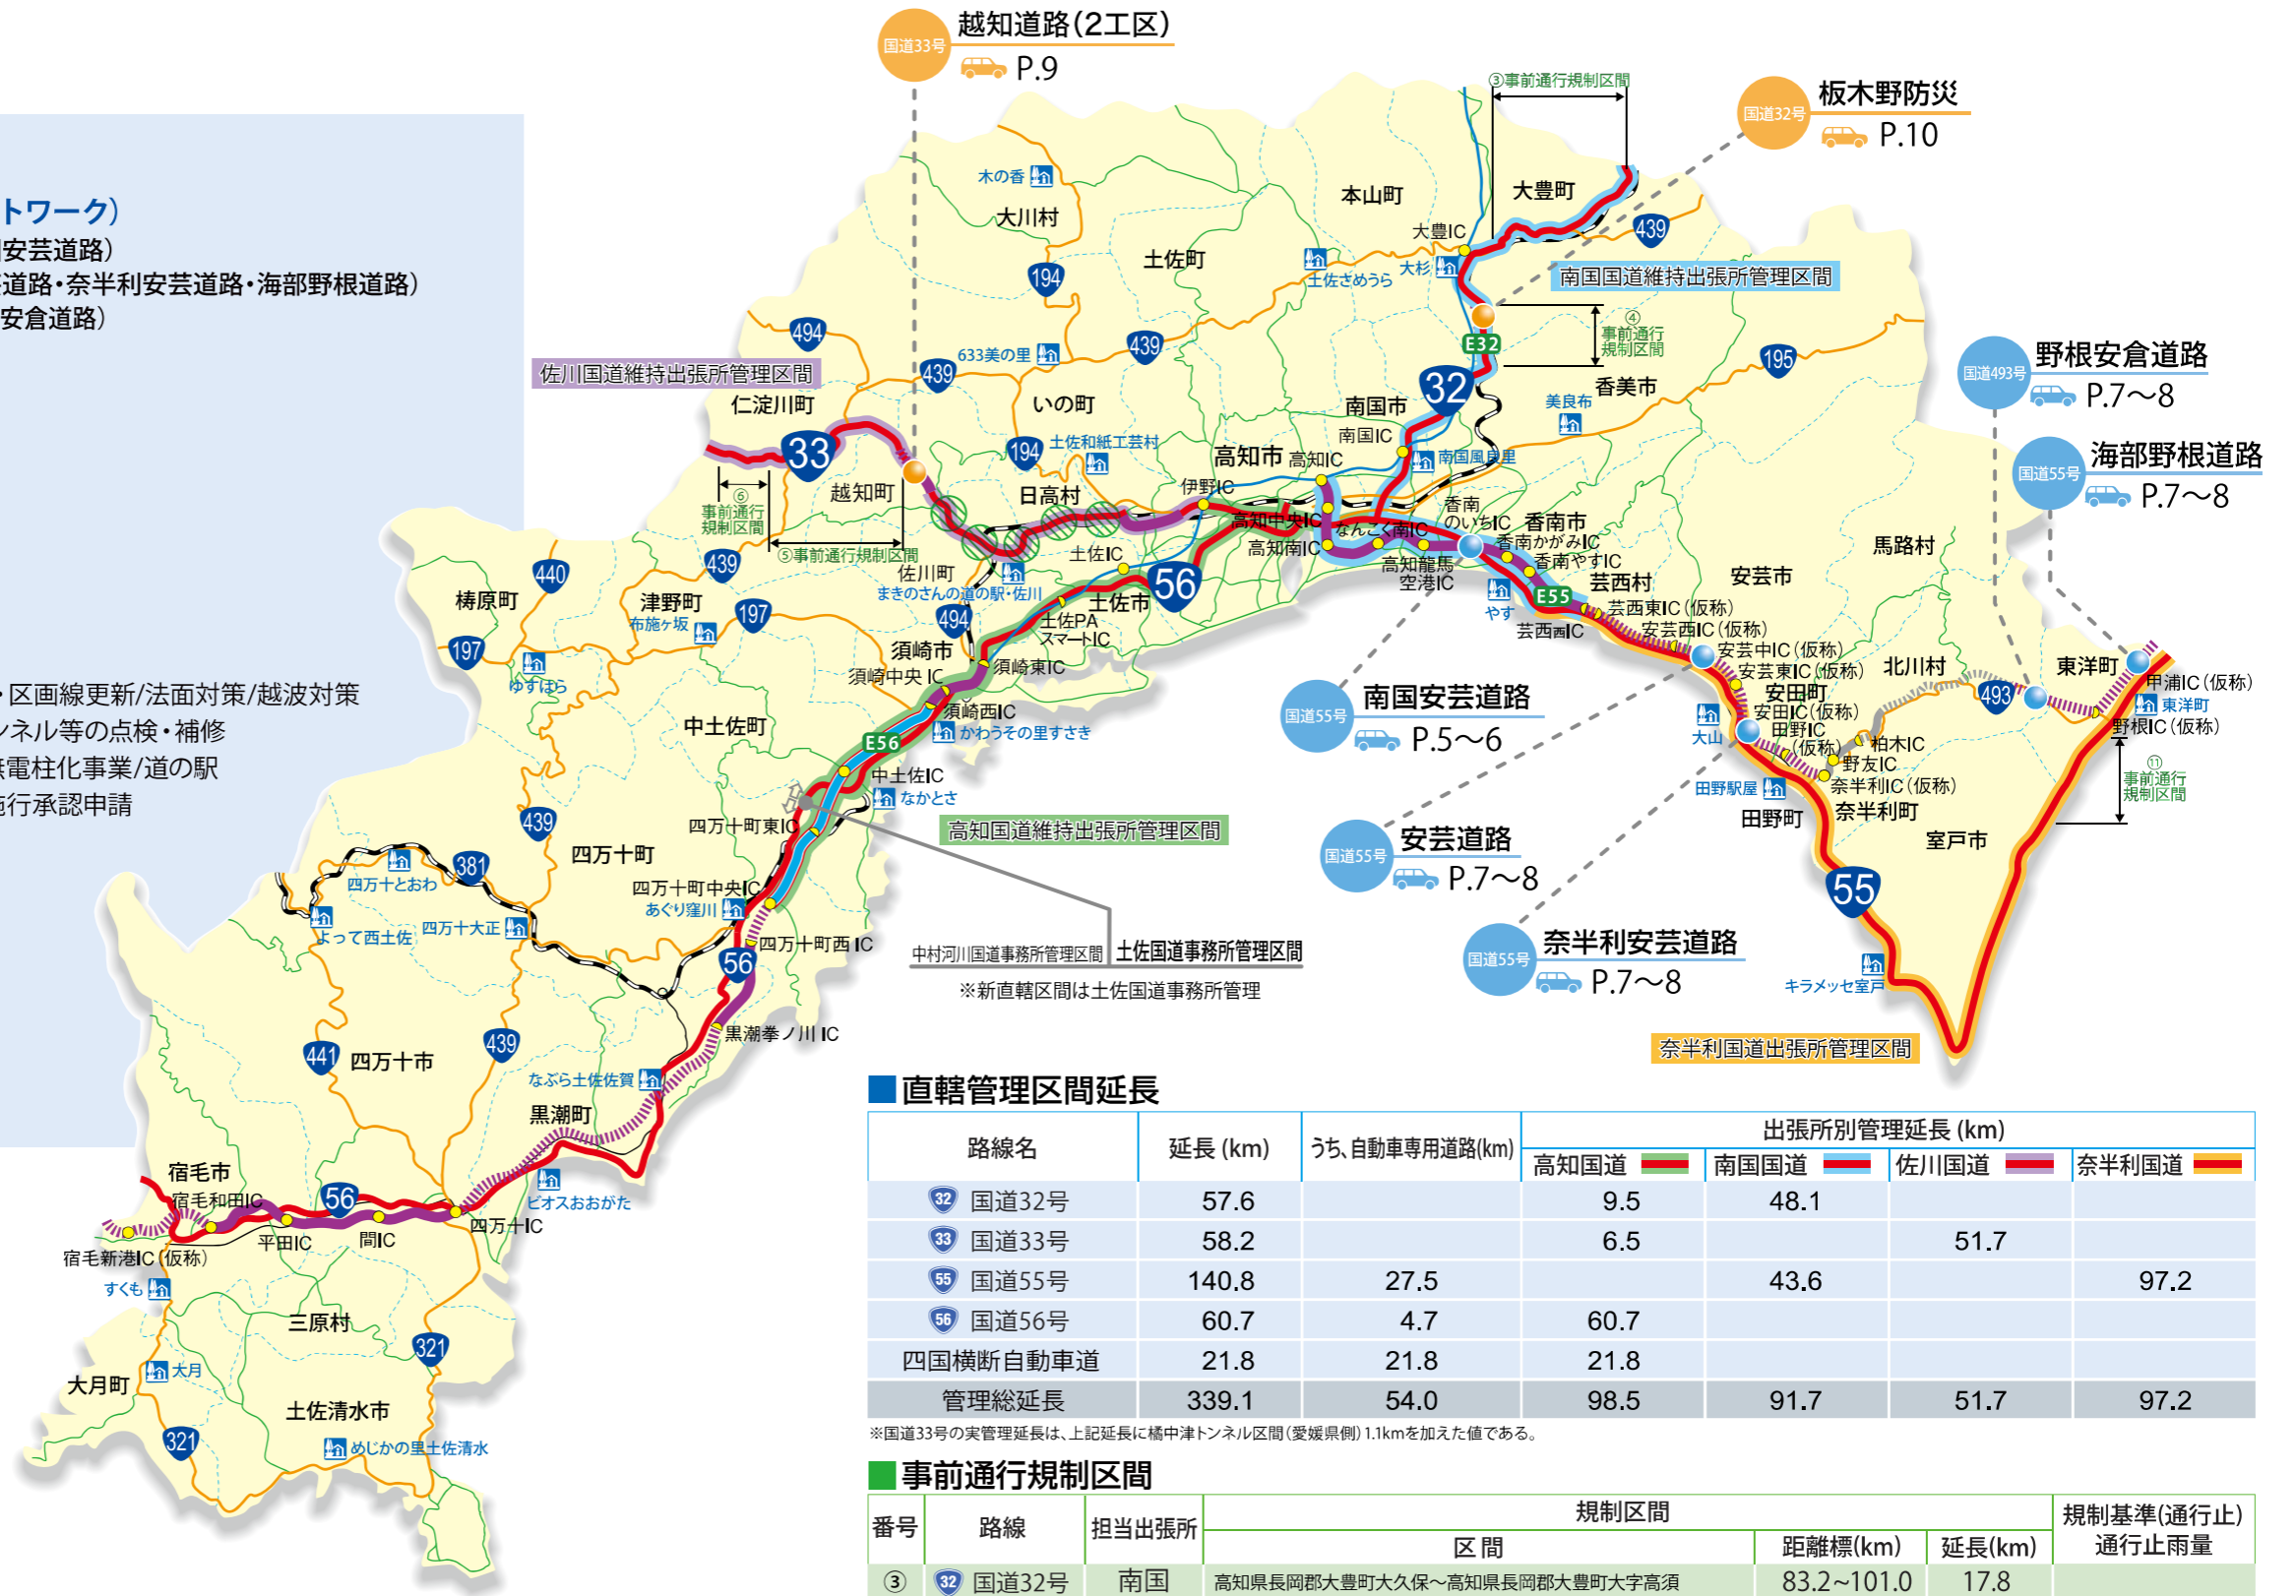 トワーク)
安芸道路)
道路・奈半利安芸道路・海部野根道路)
安倉道路)
・区画線更新/法面対策/越波対策
ンネル等の点検・補修
無電柱化事業/道の駅
施行承認申請
国道33号
越知道路(2工区)
P.9
国道32号
板木野防災
P.10
国道493号
野根安倉道路
P.7〜8
国道55号
海部野根道路
P.7〜8
国道55号
南国安芸道路
P.5〜6
国道55号
安芸道路
P.7〜8
国道55号
奈半利安芸道路
P.7〜8
③事前通行規制区間
木の香
大川村
本山町
大豊町
大豊IC
439
194
土佐町
土佐さめうら
大杉
南国国道維持出張所管理区間
494
633美の里
439
439
E32
④
事前通行
規制区間
195
佐川国道維持出張所管理区間
仁淀川町
いの町
32
南国市
香美市
美良布
南国IC
33
194
土佐和紙工芸村
高知市
高知IC
南国風良里
越知町
日高村
伊野IC
⑥
事前通行
規制区間
⑤事前通行規制区間
高知中央IC
なんこく南IC
高知南IC
香南
のいちIC
香南市
香南かがみIC
香南やすIC
高知龍馬
空港IC
芸西村
馬路村
安芸市
440
439
佐川町
まきのさんの道の駅・佐川
土佐IC
56
やす
E55
芸西東IC(仮称)
芸西西IC
安芸西IC(仮称)
安芸中IC(仮称)
安芸東IC(仮称)
梼原町
津野町
布施ヶ坂
197
494
土佐市
土佐PA
スマートIC
197
ゆすはら
須崎市
須崎中央 IC
須崎東IC
須崎西IC
かわうその里すさき
北川村
東洋町
甲浦IC(仮称)
東洋町
野根IC(仮称)
493
安田町
安田IC(仮称)
田野IC
(仮称)
大山
柏木IC
野友IC
奈半利IC(仮称)
田野駅屋
田野町
奈半利町
室戸市
⑪
事前通行
規制区間
中土佐町
E56
中土佐IC
なかとさ
四万十町東IC
高知国道維持出張所管理区間
439
四万十町
四万十とおわ
381
四万十町中央IC
あぐり窪川
よって西土佐
四万十大正
四万十町西 IC
56
中村河川国道事務所管理区間
土佐国道事務所管理区間
※新直轄区間は土佐国道事務所管理
55
キラメッセ室戸
奈半利国道出張所管理区間
441
四万十市
439
黒潮拳ノ川 IC
なぶら土佐佐賀
黒潮町
宿毛市
宿毛和田IC
56
ビオスおおがた
四万十IC
平田IC
間IC
宿毛新港IC(仮称)
すくも
三原村
321
大月町
大月
土佐清水市
321
めじかの里土佐清水
■直轄管理区間延長
路線名 延長 (km) うち、自動車専用道路(km) 出張所別管理延長 (km)
高知国道 南国国道 佐川国道 奈半利国道
32 国道32号 57.6 9.5 48.1
33 国道33号 58.2 6.5 51.7
55 国道55号 140.8 27.5 43.6 97.2
56 国道56号 60.7 4.7 60.7
四国横断自動車道 21.8 21.8 21.8
管理総延長 339.1 54.0 98.5 91.7 51.7 97.2
※国道33号の実管理延長は、上記延長に橘中津トンネル区間(愛媛県側)1.1kmを加えた値である。
■事前通行規制区間
番号 路線 担当出張所 規制区間 規制基準(通行止)
区 間 距離標(km) 延長(km) 通行止雨量
③ 32 国道32号 南国 高知県長岡郡大豊町大久保〜高知県長岡郡大豊町大字高須 83.2~101.0 17.8